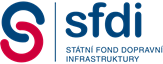 sfdi
STÁTNÍ FOND DOPRAVNÍ
INFRASTRUKTURY